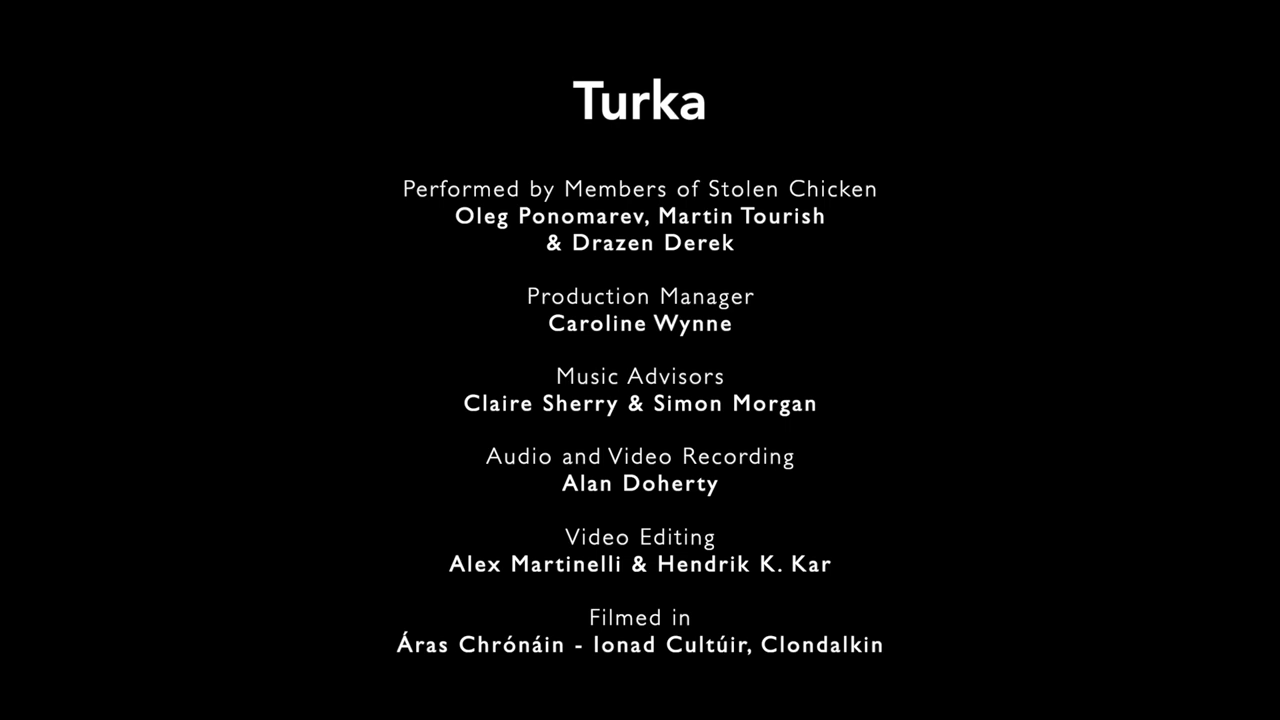 Turka
Performed by Members of Stolen Chicken
Oleg Ponomarev, Martin Tourish
& Drazen Derek
Production Manager
Caroline Wynne
Music Advisors
Claire Sherry & Simon Morgan
Audio and Video Recording
Alan Doherty
Video Editing
Alex Martinelli & Hendrik K. Kar
Filmed in
Áras Chrónáin - Ionad Cultúir, Clondalkin